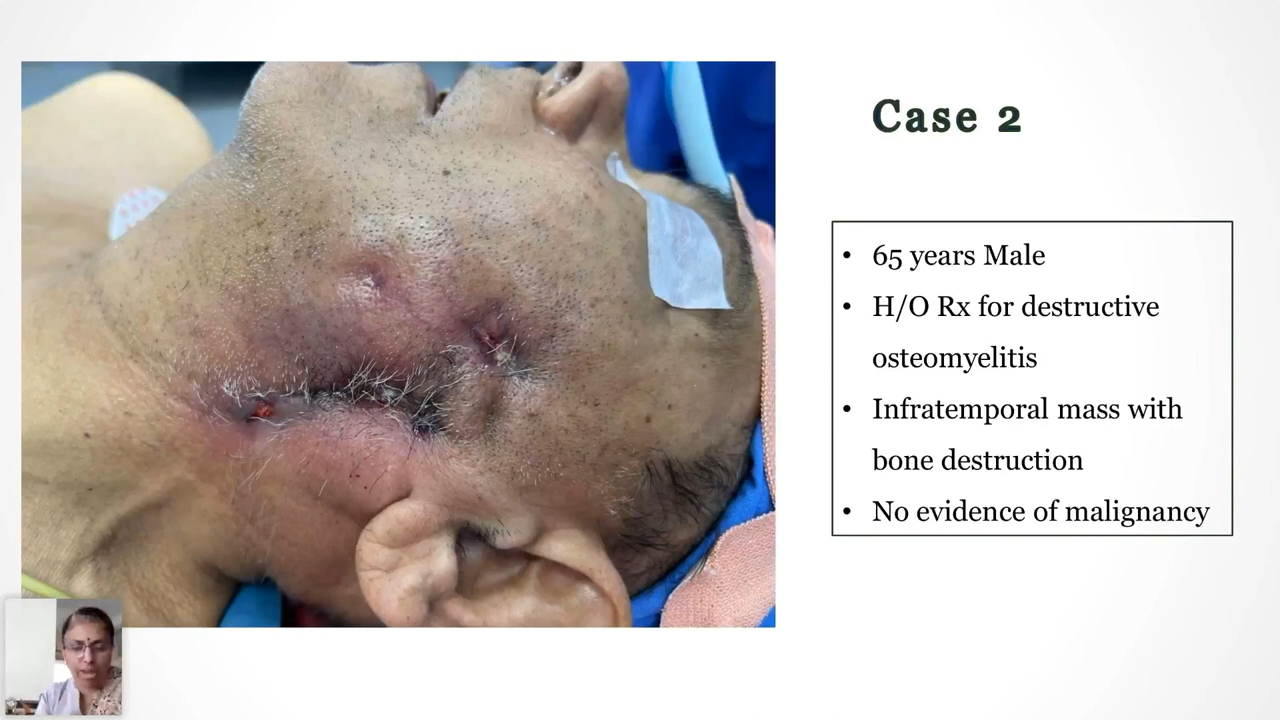 Case 2
• 65 years Male
• H/O Rx for destructive
osteomyelitis
• Infratemporal mass with
bone destruction
• No evidence of malignancy